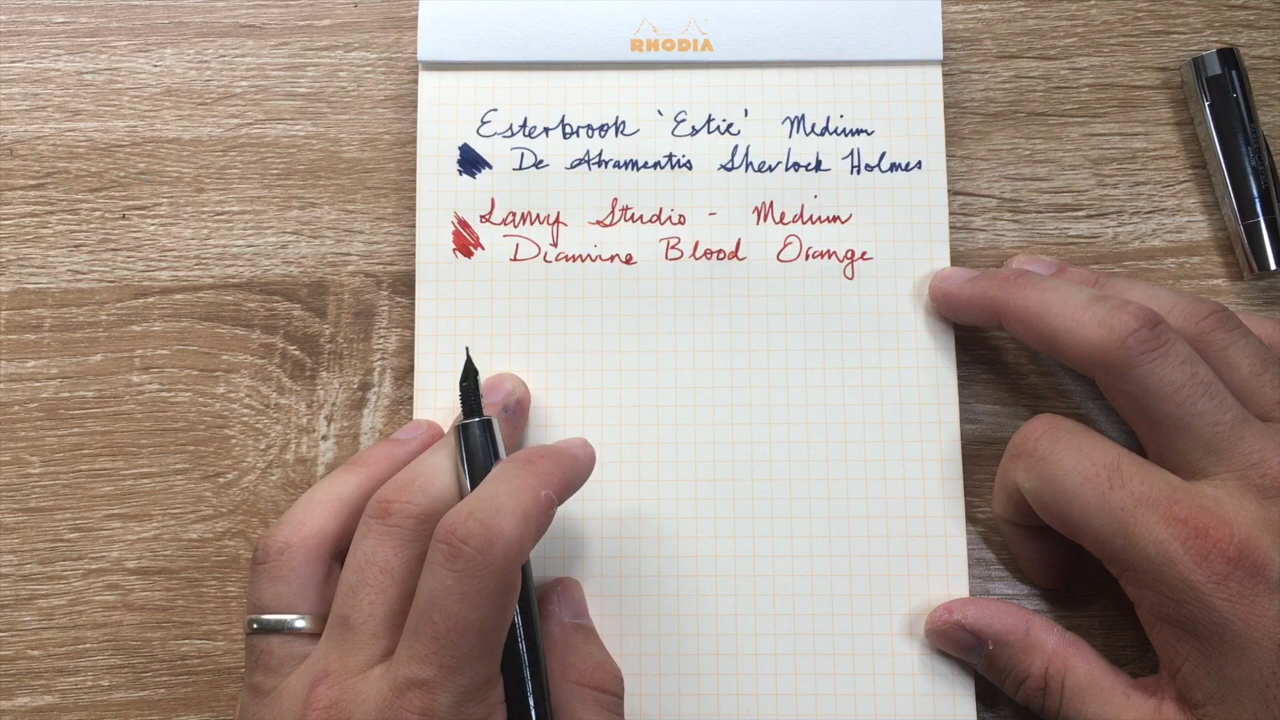 RHODIA
Esterbrook 'Estie' Medium
De Atramentis Sherlock Holmes
Lamy Studio - Medium
Diamine Blood Orange